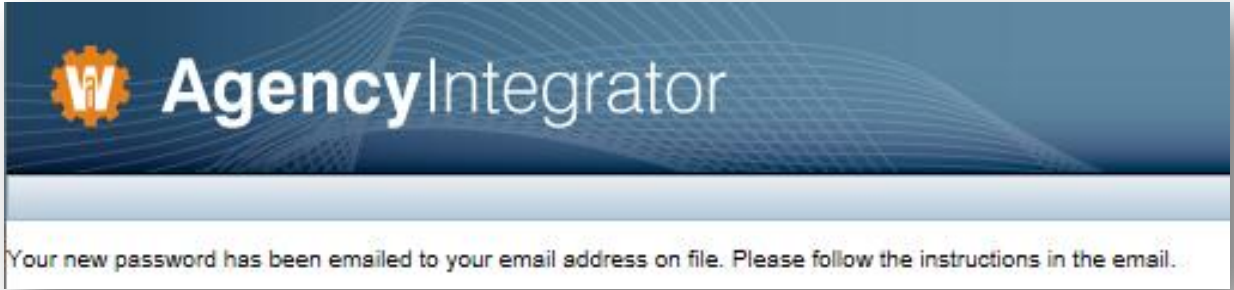 W
AgencyIntegrator
Your new password has been emailed to your email address on file. Please follow the instructions in the email.